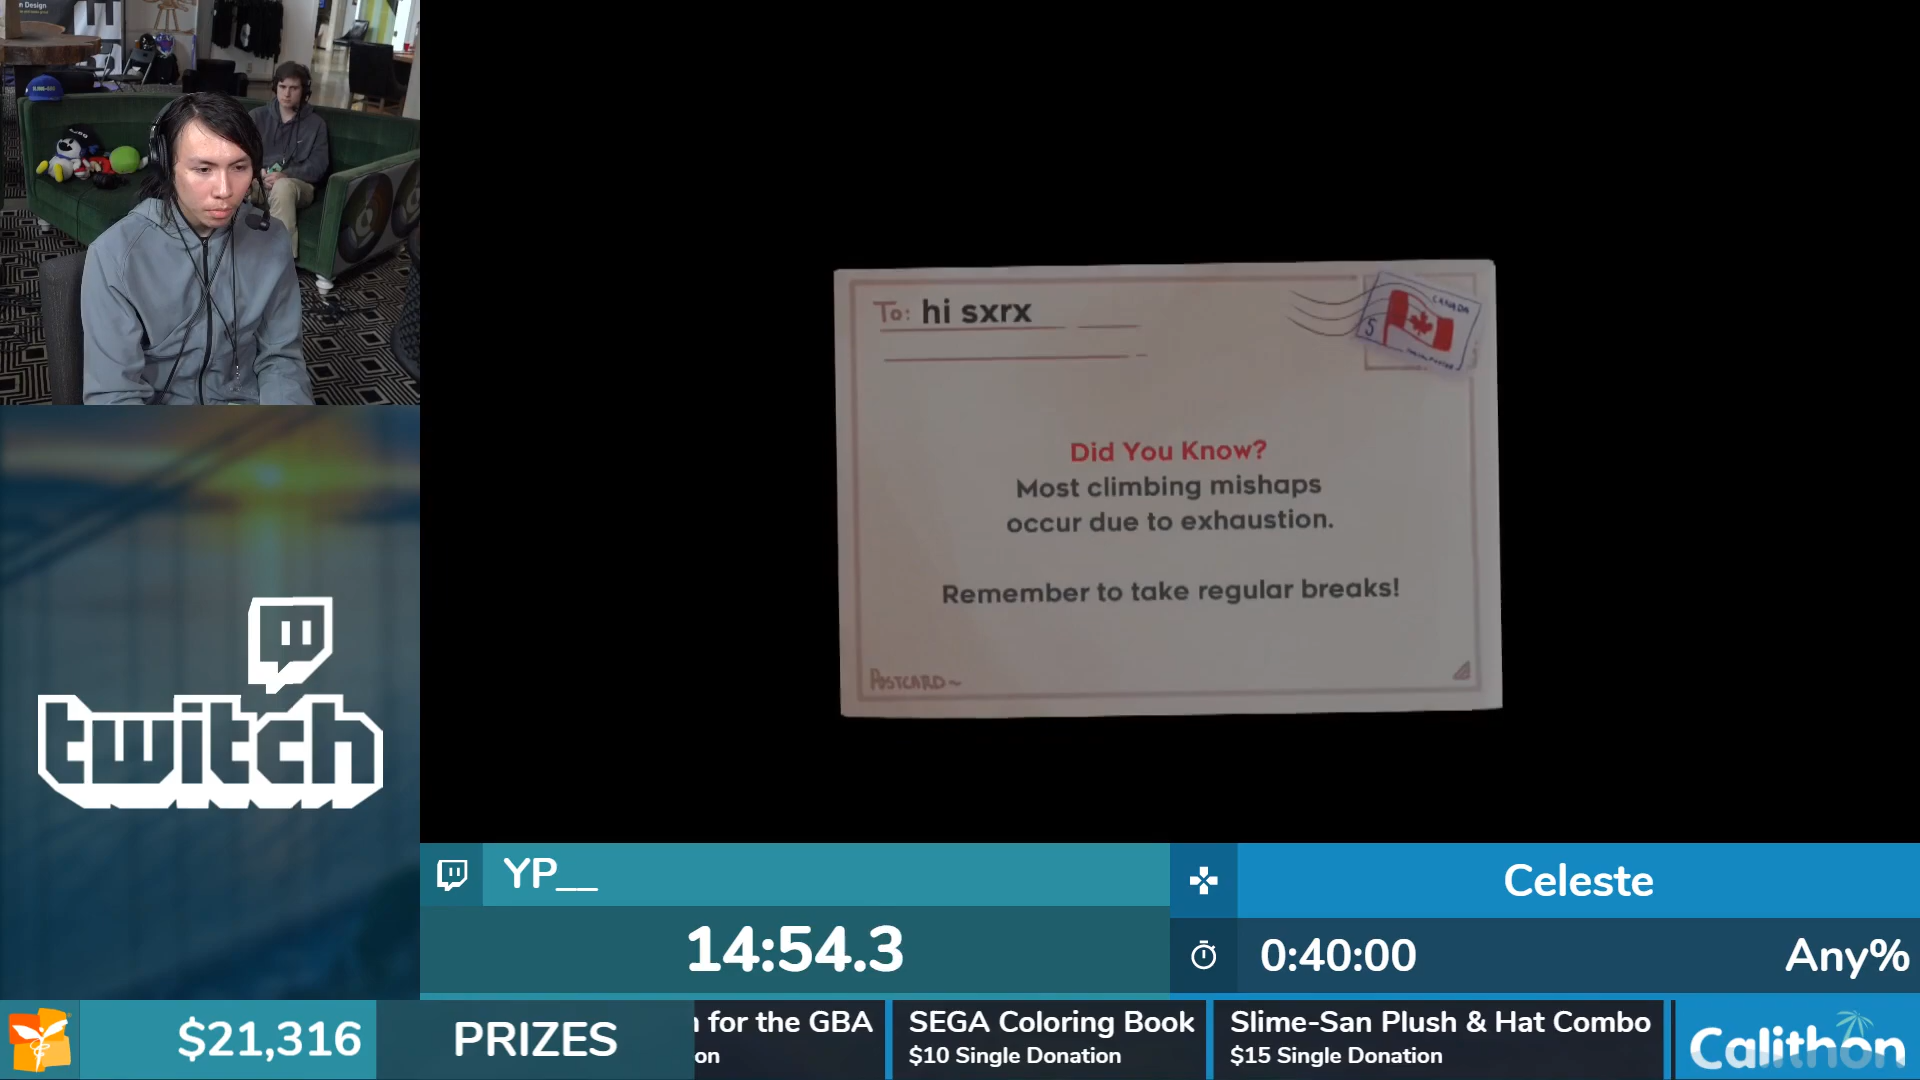 n Design
To: hi sxrx
CANADA
5
Did You Know?
Most climbing mishaps
occur due to exhaustion.
Remember to take regular breaks!
POSTCARD~
twitch
YP__
Celeste
14:54.3
0:40:00
Any%
$21,316
PRIZES
for the GBA
on
SEGA Coloring Book
$10 Single Donation
Slime-San Plush & Hat Combo
$15 Single Donation
Calithon